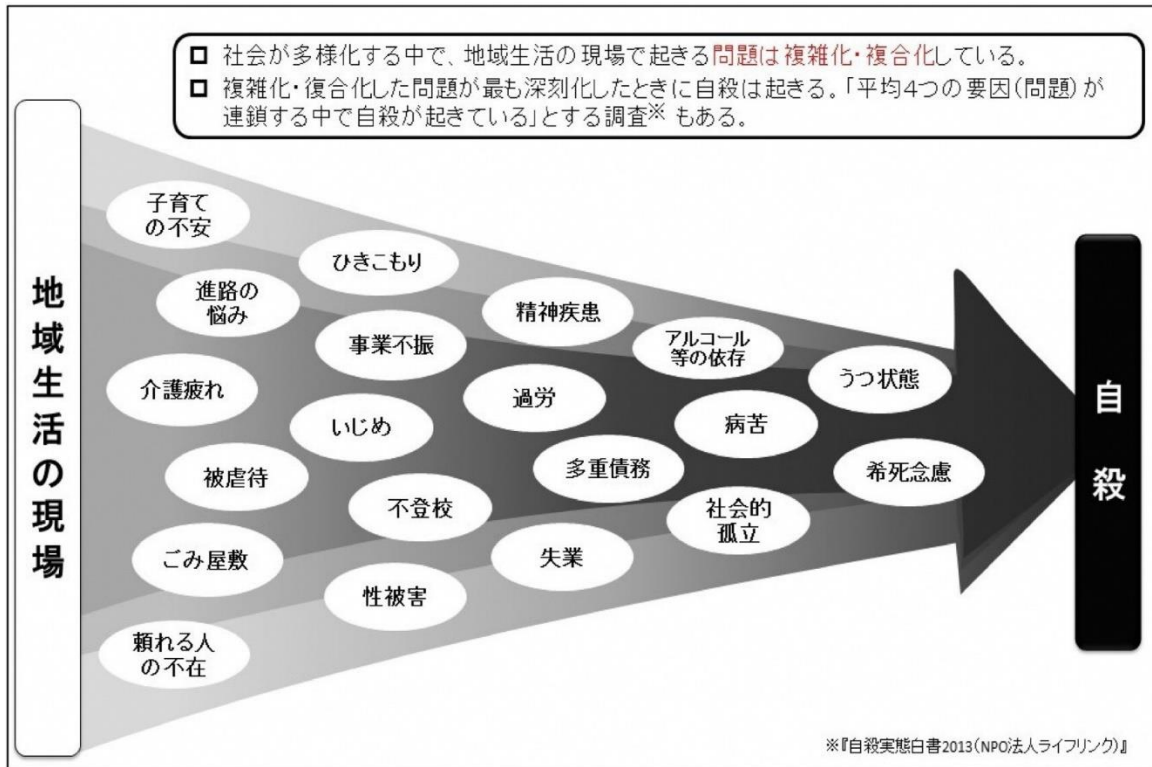 □ 社会が多様化する中で、地域生活の現場で起きる問題は複雑化・複合化している。
□ 複雑化・復合化した問題が最も深刻化したときに自殺は起きる。「平均4つの要因(問題)が
連鎖する中で自殺が起きている」とする調査※ もある。
地域生活の現場
子育て
の不安
進路の
悩み
介護疲れ
被虐待
ごみ屋敷
頼れる人
の不在
ひきこもり
事業不振
いじめ
不登校
性被害
精神疾患
過労
多重債務
失業
アルコール
等の依存
病苦
社会的
孤立
うつ状態
希死念慮
自殺
※『自殺実態白書2013(NPO法人ライフリンク)』